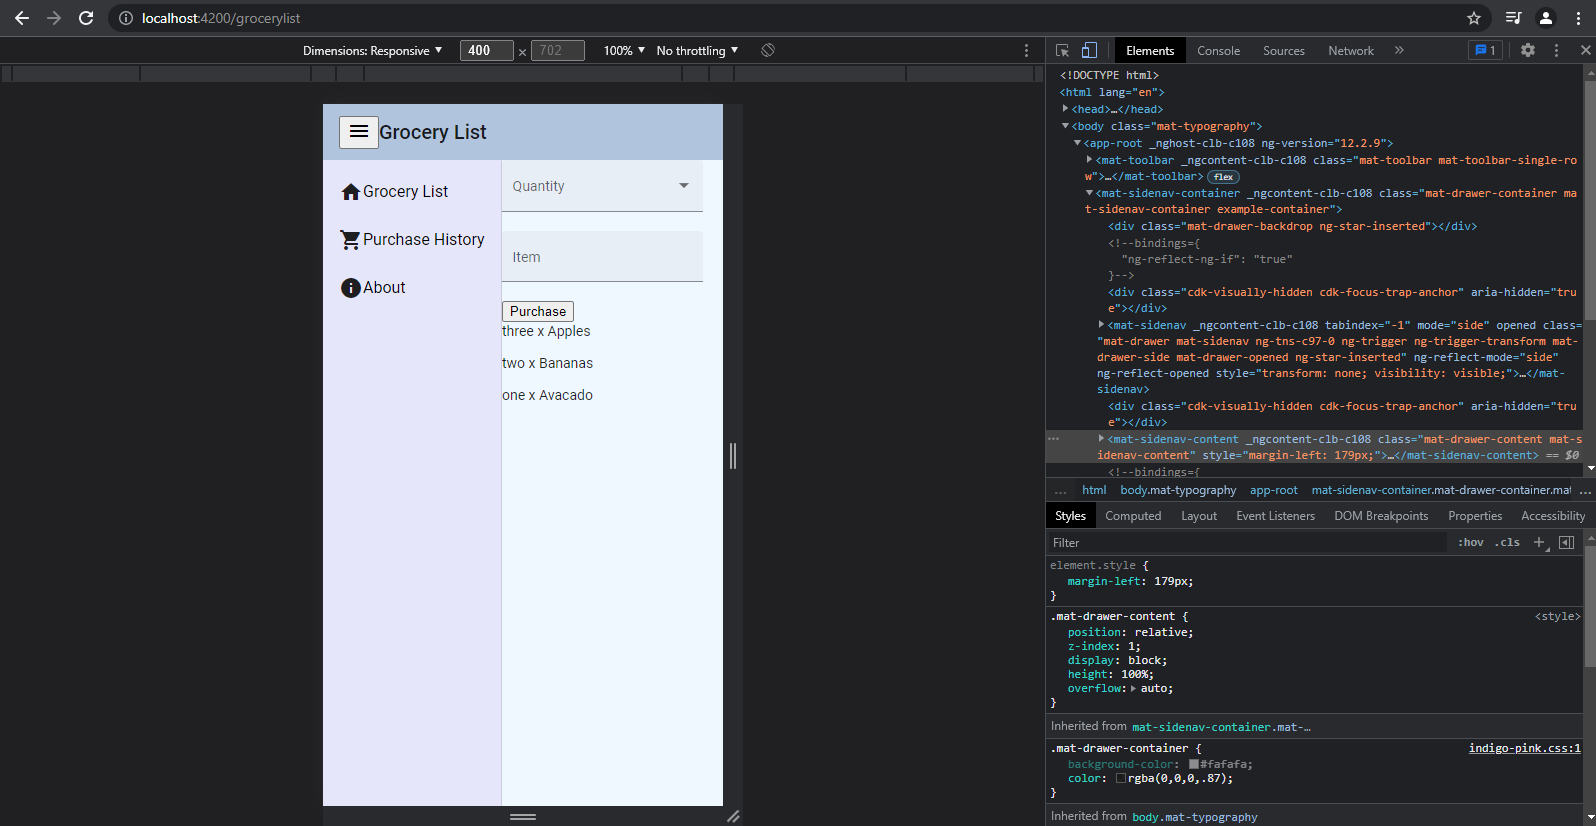 localhost:4200/grocerylist
Dimensions: Responsive 400 × 702 100% No throttling
Elements Console Sources Network » 1
Grocery List
Grocery List
Purchase History
About
Quantity
Item
Purchase
three x Apples
two x Bananas
one x Avacado
<!DOCTYPE html>
<html lang="en">
<head>…</head>
<body class="mat-typography">
<app-root _nghost-clb-c108 ng-version="12.2.9">
<mat-toolbar _ngcontent-clb-c108 class="mat-toolbar mat-toolbar-single-ro
w">…</mat-toolbar> flex
<mat-sidenav-container _ngcontent-clb-c108 class="mat-drawer-container ma
t-sidenav-container example-container">
<div class="mat-drawer-backdrop ng-star-inserted"></div>
<!--bindings={
"ng-reflect-ng-if": "true"
}-->
<div class="cdk-visually-hidden cdk-focus-trap-anchor" aria-hidden="tru
e"></div>
<mat-sidenav _ngcontent-clb-c108 tabindex="-1" mode="side" opened class=
"mat-drawer mat-sidenav ng-tns-c97-0 ng-trigger ng-trigger-transform mat-
drawer-side mat-drawer-opened ng-star-inserted" ng-reflect-mode="side"
ng-reflect-opened style="transform: none; visibility: visible;">…</mat-
sidenav>
<div class="cdk-visually-hidden cdk-focus-trap-anchor" aria-hidden="tru
e"></div>
… <mat-sidenav-content _ngcontent-clb-c108 class="mat-drawer-content mat-s
idenav-content" style="margin-left: 179px;">…</mat-sidenav-content> == $0
<!--bindings={
… html body.mat-typography app-root mat-sidenav-container.mat-drawer-container.mat …
Styles Computed Layout Event Listeners DOM Breakpoints Properties Accessibility
Filter :hov .cls +
element.style {
margin-left: 179px;
}
.mat-drawer-content { <style>
position: relative;
z-index: 1;
display: block;
height: 100%;
overflow: auto;
}
Inherited from mat-sidenav-container.mat-…
.mat-drawer-container { indigo-pink.css:1
background-color: #fafafa;
color: rgba(0,0,0,.87);
}
Inherited from body.mat-typography